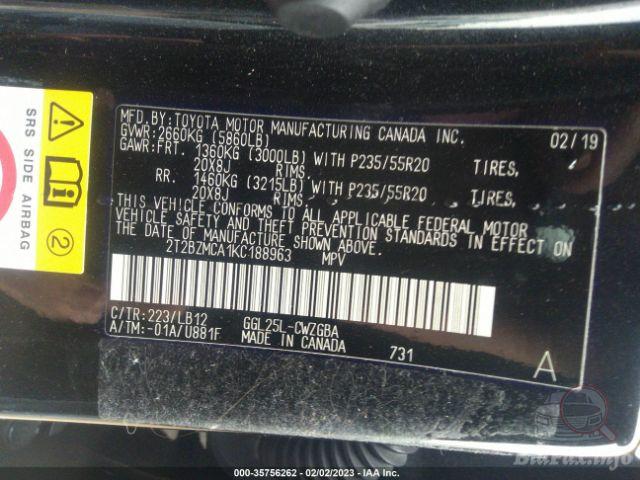 SRS SIDE AIRBAG
2
MFD.BY:TOYOTA MOTOR MANUFACTURING CANADA INC. 02/19
GVWR:2660KG (5860LB)
GAWR:FRT. 1360KG (3000LB) WITH P235/55R20 TIRES,
20X8J RIMS.
RR. 1460KG (3215LB) WITH P235/55R20 TIRES,
20X8J RIMS.
THIS VEHICLE CONFORMS TO ALL APPLICABLE FEDERAL MOTOR
VEHICLE SAFETY AND THEFT PREVENTION STANDARDS IN EFFECT ON
THE DATE OF MANUFACTURE SHOWN ABOVE.
2T2BZMCA1KC188963 MPV
C/TR:223/LB12 GGL25L-CWZGBA
A/TM:-01A/U881F MADE IN CANADA 731 A
000-35756262 - 02/02/2023 - IAA Inc.